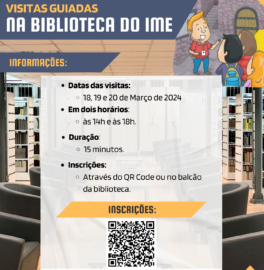 VISITAS GUIADAS
NA BIBLIOTECA DO IME
INFORMAÇÕES:
• Datas das visitas:
◦ 18, 19 e 20 de Março de 2024
• Em dois horários:
◦ às 14h e às 18h.
• Duração:
◦ 15 minutos.
• Inscrições:
◦ Através do QR Code ou no balcão
da biblioteca.
INSCRIÇÕES: